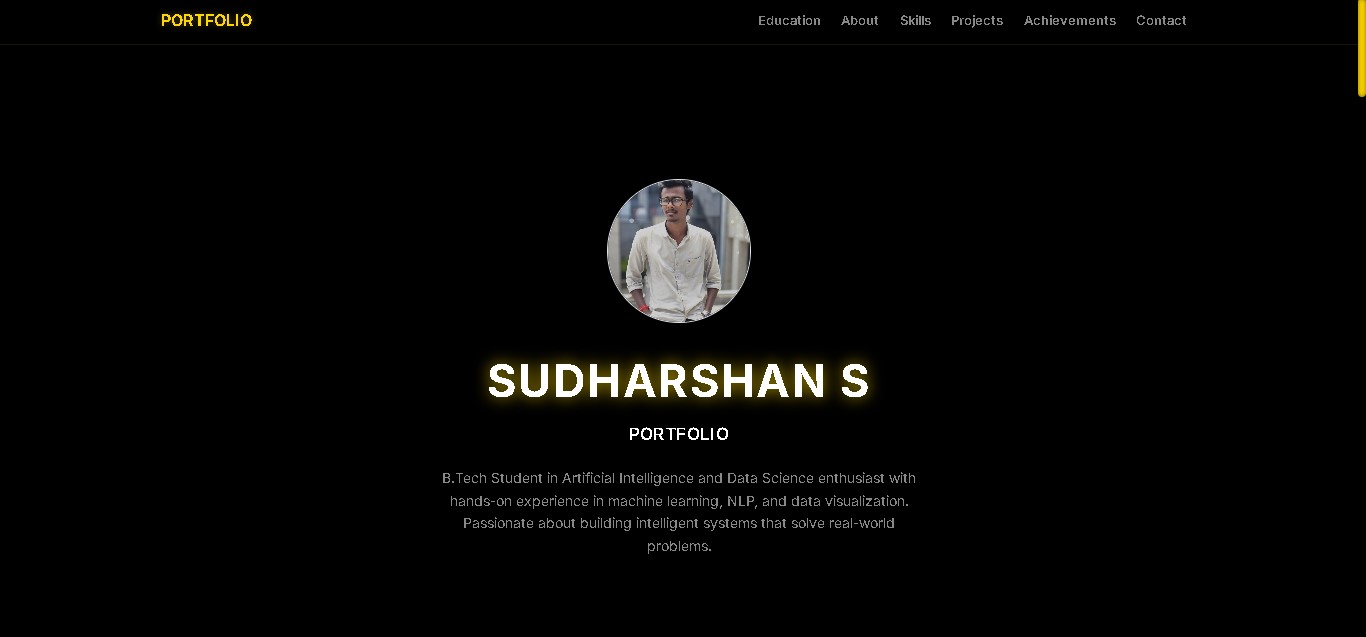 PORTFOLIO
Education About Skills Projects Achievements Contact
SUDHARSHAN S
PORTFOLIO
B.Tech Student in Artificial Intelligence and Data Science enthusiast with
hands-on experience in machine learning, NLP, and data visualization.
Passionate about building intelligent systems that solve real-world
problems.